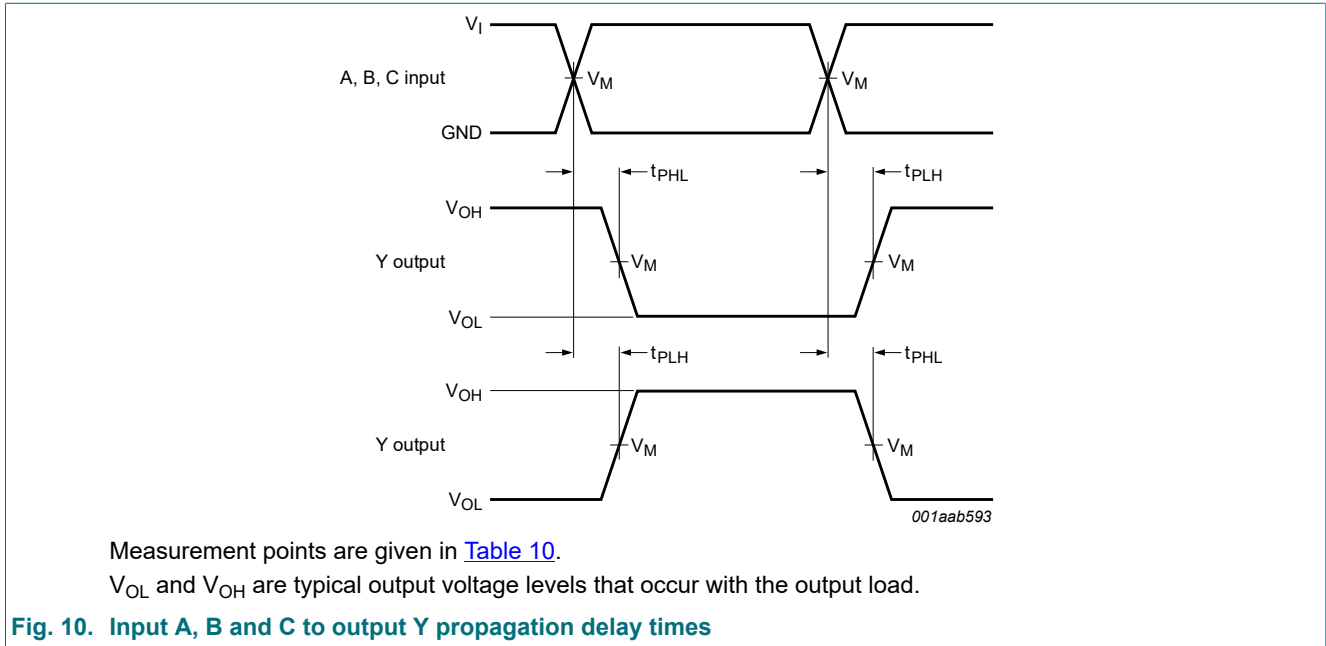 VI
A, B, C input
VM
VM
GND
tPHL
tPLH
VOH
Y output
VM
VM
VOL
tPLH
tPHL
VOH
Y output
VM
VM
VOL
001aab593
Measurement points are given in Table 10.
VOL and VOH are typical output voltage levels that occur with the output load.
Fig. 10. Input A, B and C to output Y propagation delay times